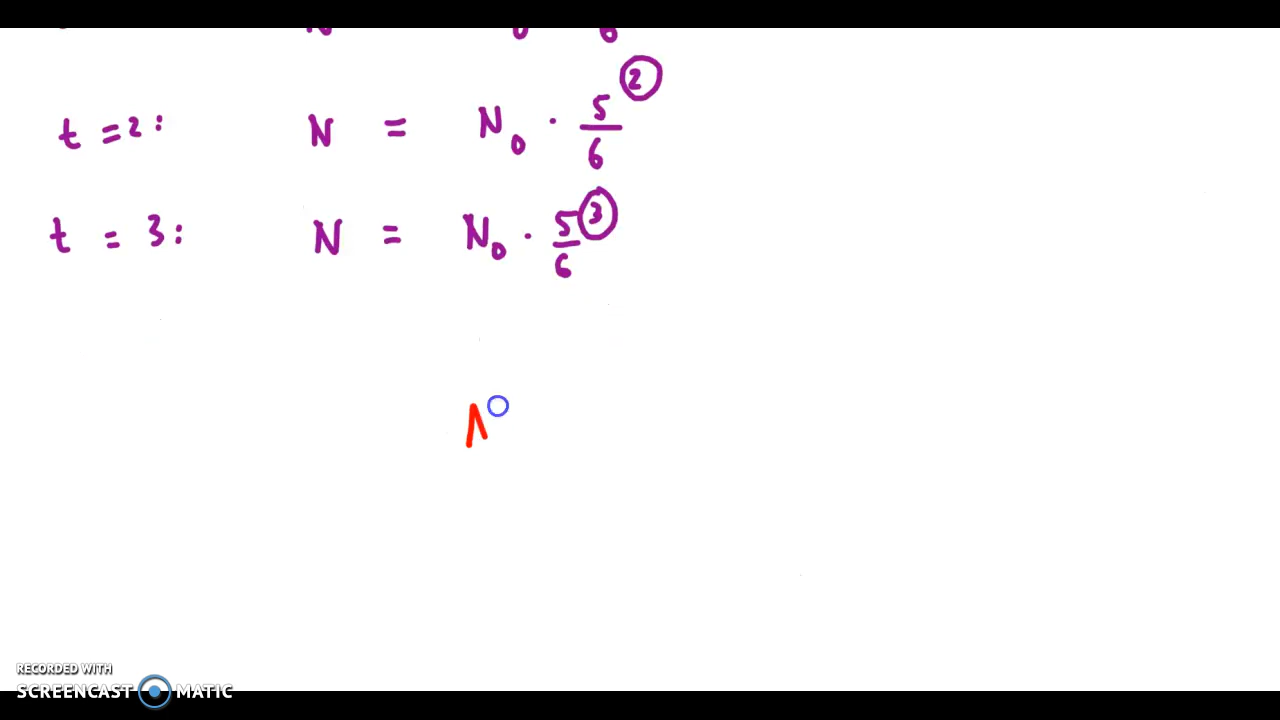 t = 2: N = N₀ · 5/6 ②
t = 3: N = N₀ · 5/6 ③
RECORDED WITH
SCREENCAST MATIC